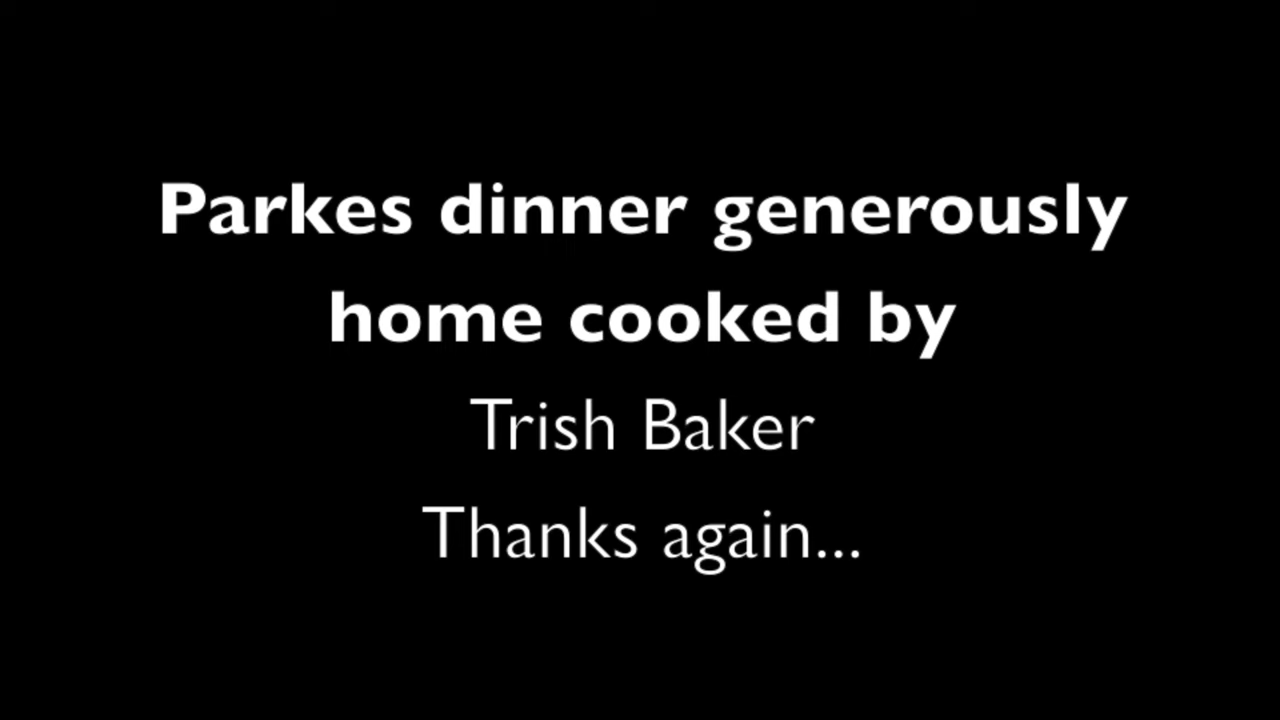 Parkes dinner generously
home cooked by
Trish Baker
Thanks again...